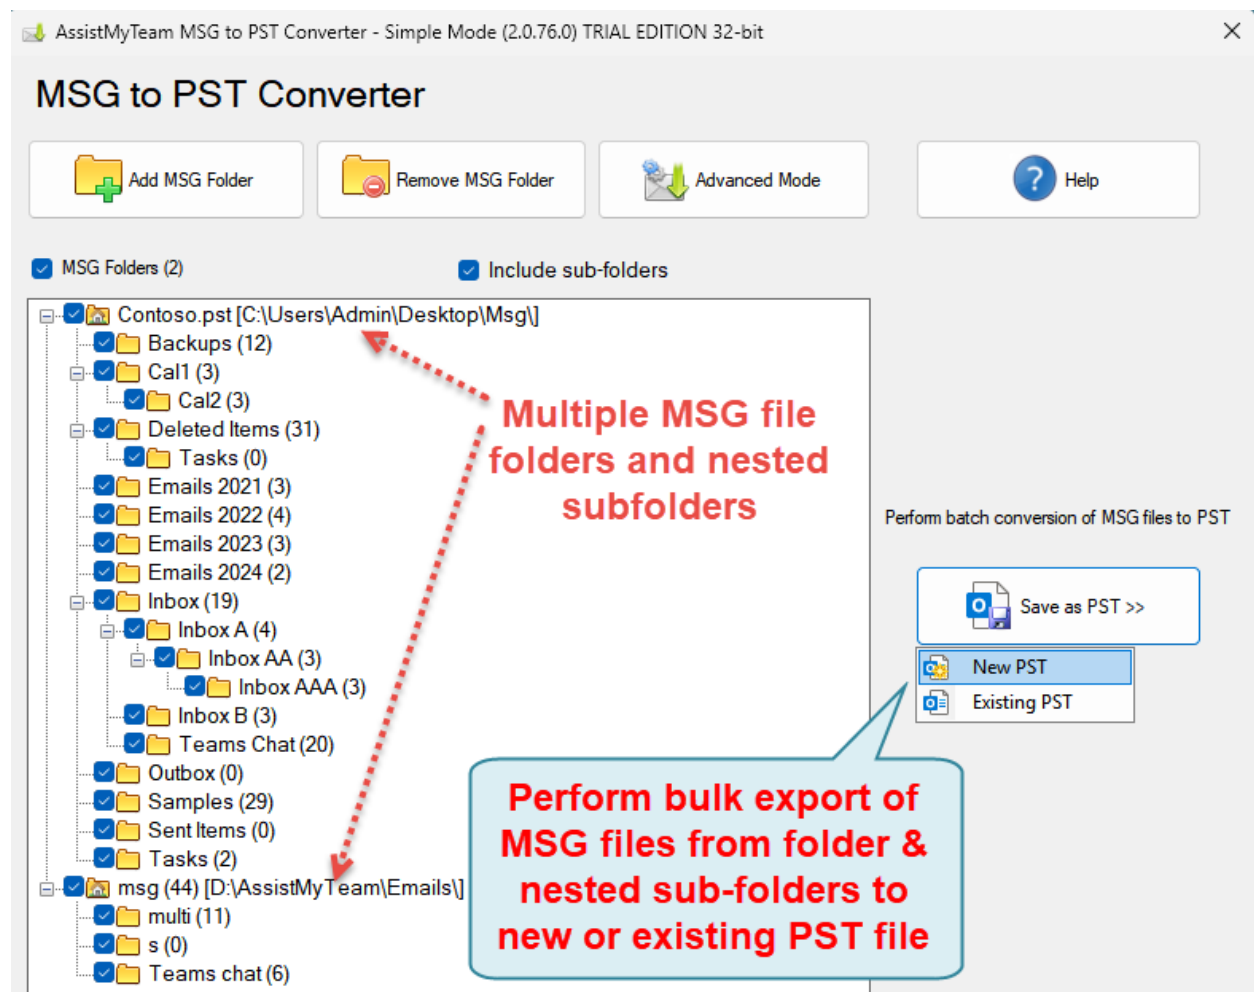 AssistMyTeam MSG to PST Converter - Simple Mode (2.0.76.0) TRIAL EDITION 32-bit
MSG to PST Converter
Add MSG Folder
Remove MSG Folder
Advanced Mode
Help
MSG Folders (2)
Include sub-folders
Contoso.pst [C:\Users\Admin\Desktop\Msg\]
Backups (12)
Cal1 (3)
Cal2 (3)
Deleted Items (31)
Tasks (0)
Emails 2021 (3)
Emails 2022 (4)
Emails 2023 (3)
Emails 2024 (2)
Inbox (19)
Inbox A (4)
Inbox AA (3)
Inbox AAA (3)
Inbox B (3)
Teams Chat (20)
Outbox (0)
Samples (29)
Sent Items (0)
Tasks (2)
msg (44) [D:\AssistMyTeam\Emails\]
multi (11)
s (0)
Teams chat (6)
Multiple MSG file
folders and nested
subfolders
Perform batch conversion of MSG files to PST
Save as PST >>
New PST
Existing PST
Perform bulk export of
MSG files from folder &
nested sub-folders to
new or existing PST file